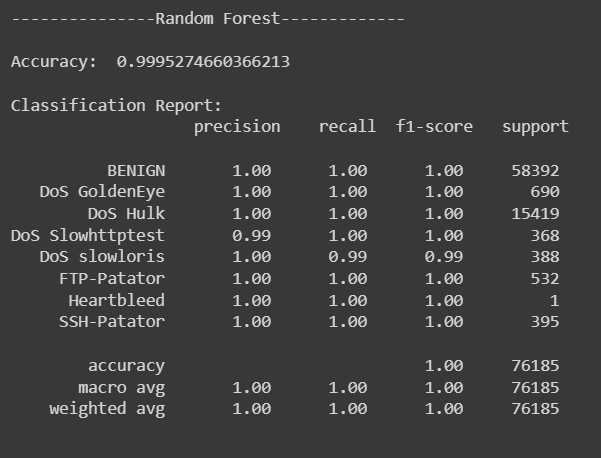 ---------------Random Forest-------------
Accuracy: 0.9995274660366213
Classification Report:
precision recall f1-score support
BENIGN 1.00 1.00 1.00 58392
DoS GoldenEye 1.00 1.00 1.00 690
DoS Hulk 1.00 1.00 1.00 15419
DoS Slowhttptest 0.99 1.00 1.00 368
DoS slowloris 1.00 0.99 0.99 388
FTP-Patator 1.00 1.00 1.00 532
Heartbleed 1.00 1.00 1.00 1
SSH-Patator 1.00 1.00 1.00 395
accuracy 1.00 76185
macro avg 1.00 1.00 1.00 76185
weighted avg 1.00 1.00 1.00 76185